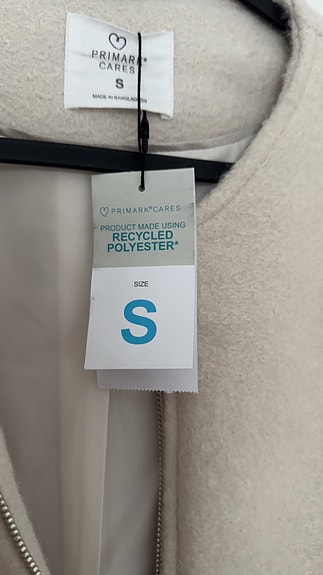 PRIMARK®
CARES
S
MADE IN BANGLADESH
PRIMARK®CARES
PRODUCT MADE USING
RECYCLED
POLYESTER*
SIZE
S